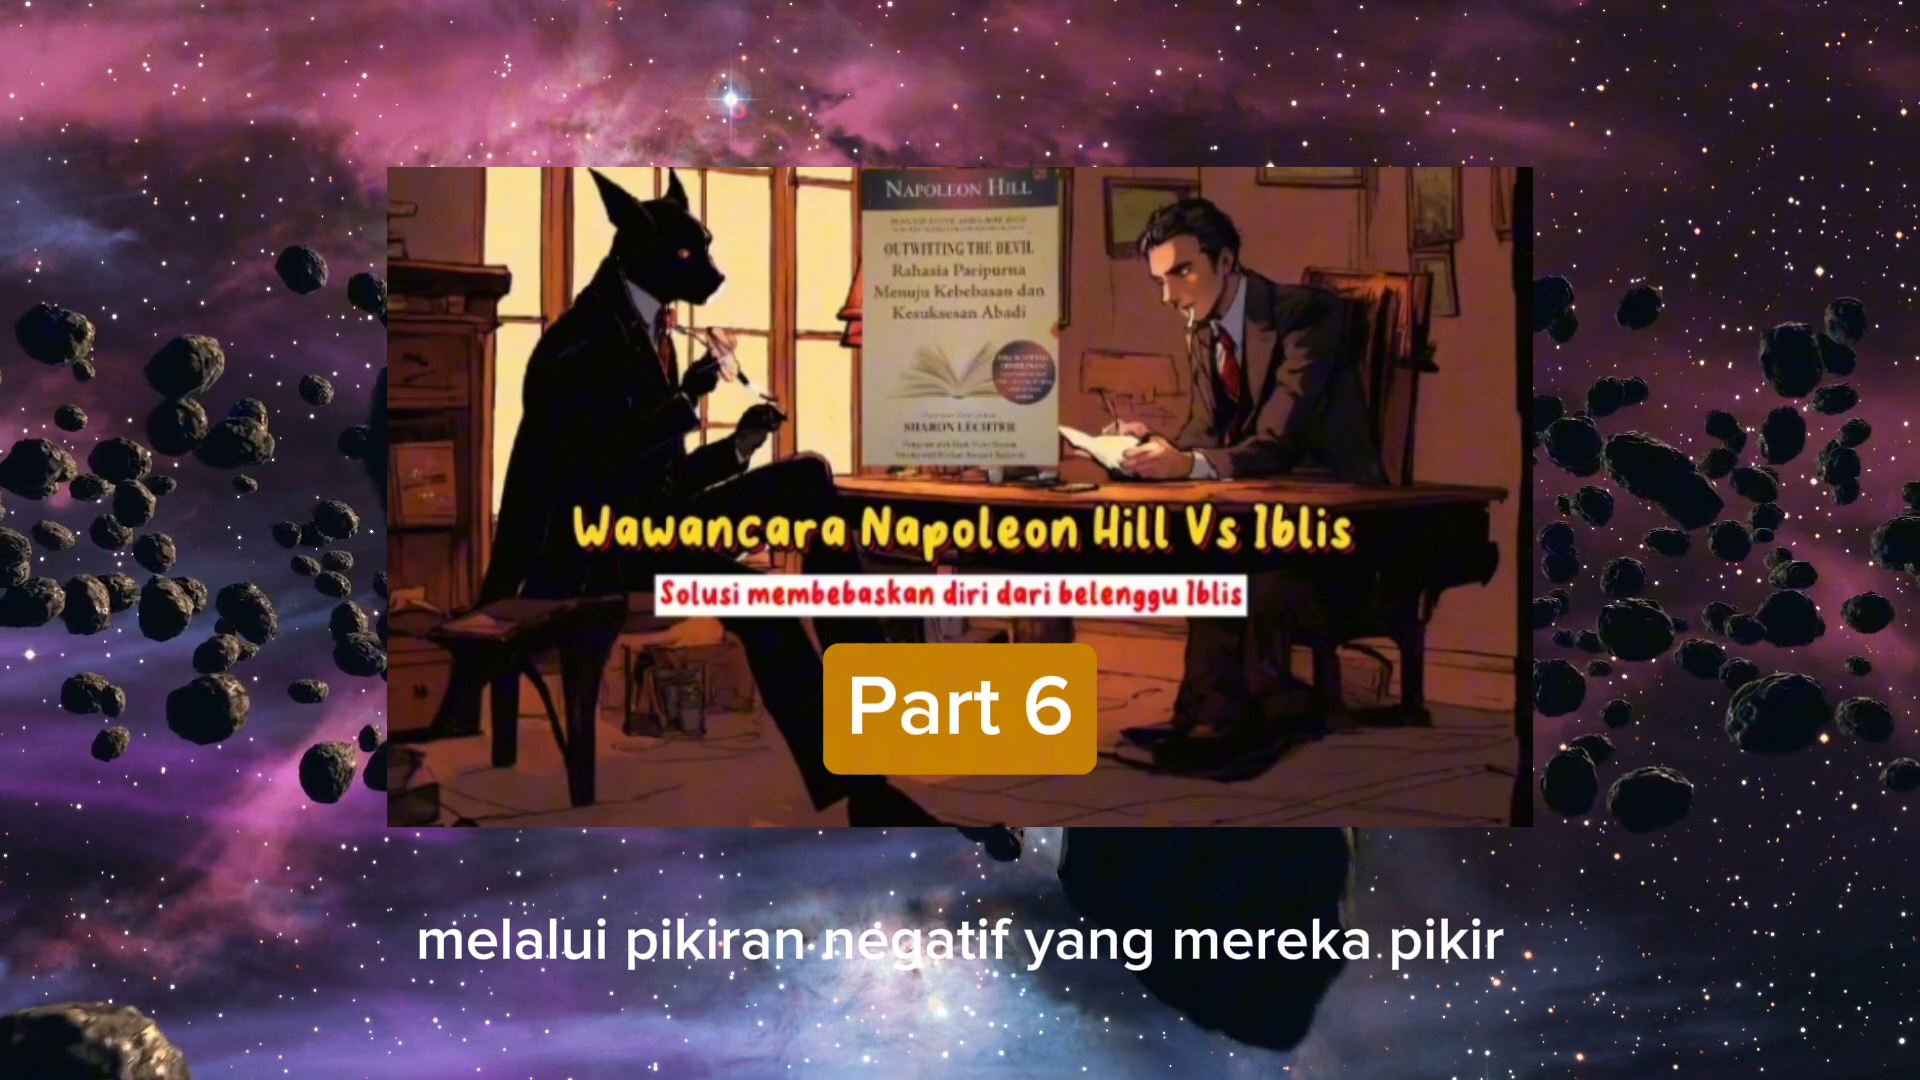 NAPOLEON HILL
OUTWITTING THE DEVIL
Rahasia Paripurna
Menuju Kebebasan dan
Kesuksesan Abadi
SHARON LECHTER
Wawancara Napoleon Hill Vs Iblis
Solusi membebaskan diri dari belenggu Iblis
Part 6
melalui pikiran negatif yang mereka pikir